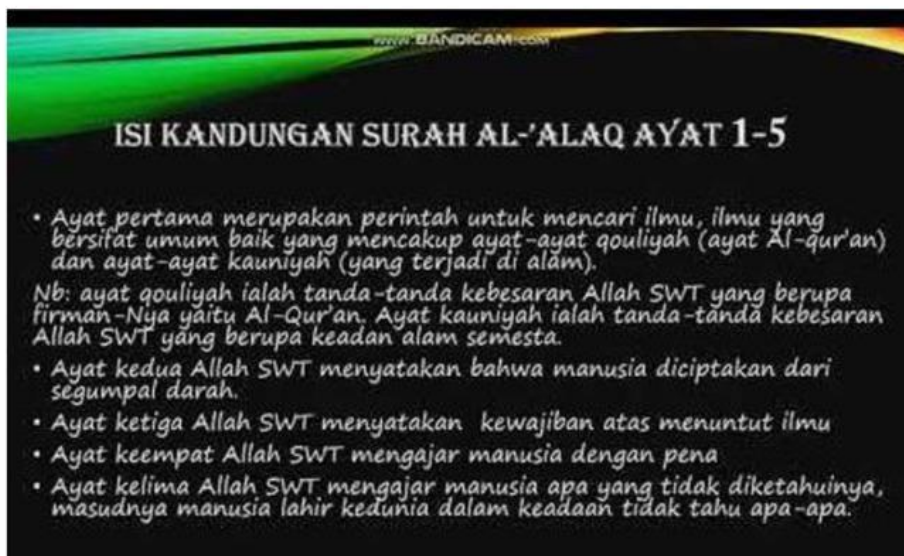 www.BANDICAM.com
ISI KANDUNGAN SURAH AL-'ALAQ AYAT 1-5
• Ayat pertama merupakan perintah untuk mencari ilmu, ilmu yang
bersifat umum baik yang mencakup ayat-ayat qouliyah (ayat Al-qur'an)
dan ayat-ayat kauniyah (yang terjadi di alam).
Nb: ayat qouliyah ialah tanda-tanda kebesaran Allah SWT yang berupa
firman-Nya yaitu Al-Qur'an. Ayat kauniyah ialah tanda-tanda kebesaran
Allah SWT yang berupa keadan alam semesta.
• Ayat kedua Allah SWT menyatakan bahwa manusia diciptakan dari
segumpal darah.
• Ayat ketiga Allah SWT menyatakan kewajiban atas menuntut ilmu
• Ayat keempat Allah SWT mengajar manusia dengan pena
• Ayat kelima Allah SWT mengajar manusia apa yang tidak diketahuinya,
masudnya manusia lahir kedunia dalam keadaan tidak tahu apa-apa.